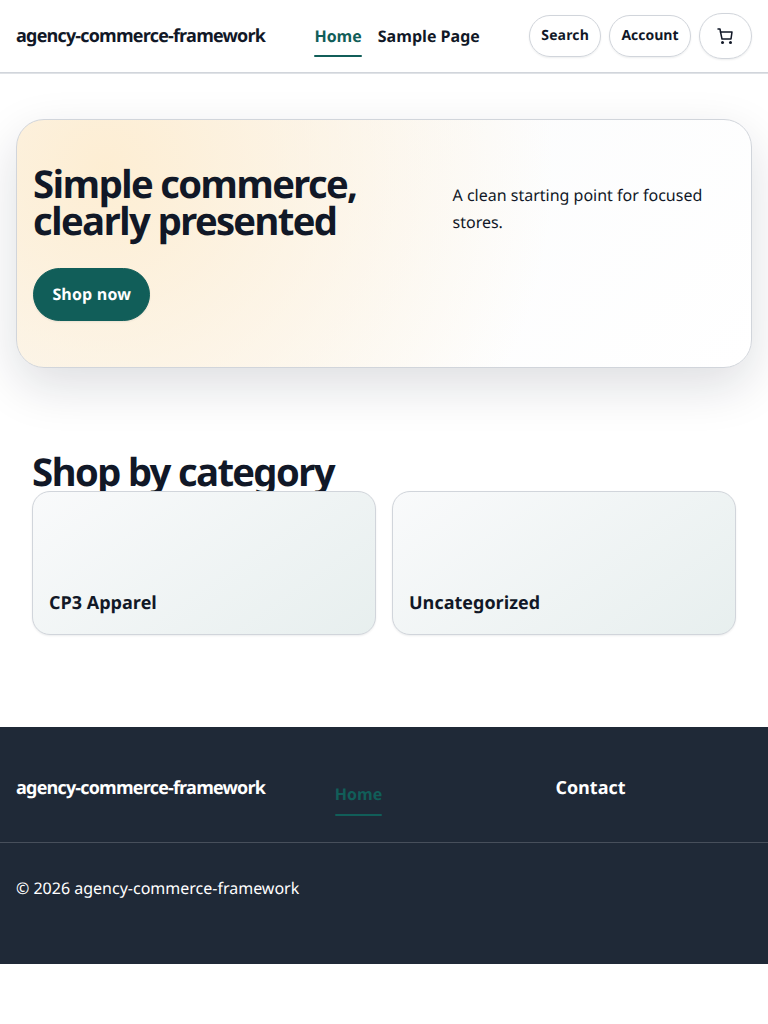 agency-commerce-framework
Home
Sample Page
Search
Account
Simple commerce,
clearly presented
A clean starting point for focused
stores.
Shop now
Shop by category
CP3 Apparel
Uncategorized
agency-commerce-framework
Home
Contact
© 2026 agency-commerce-framework